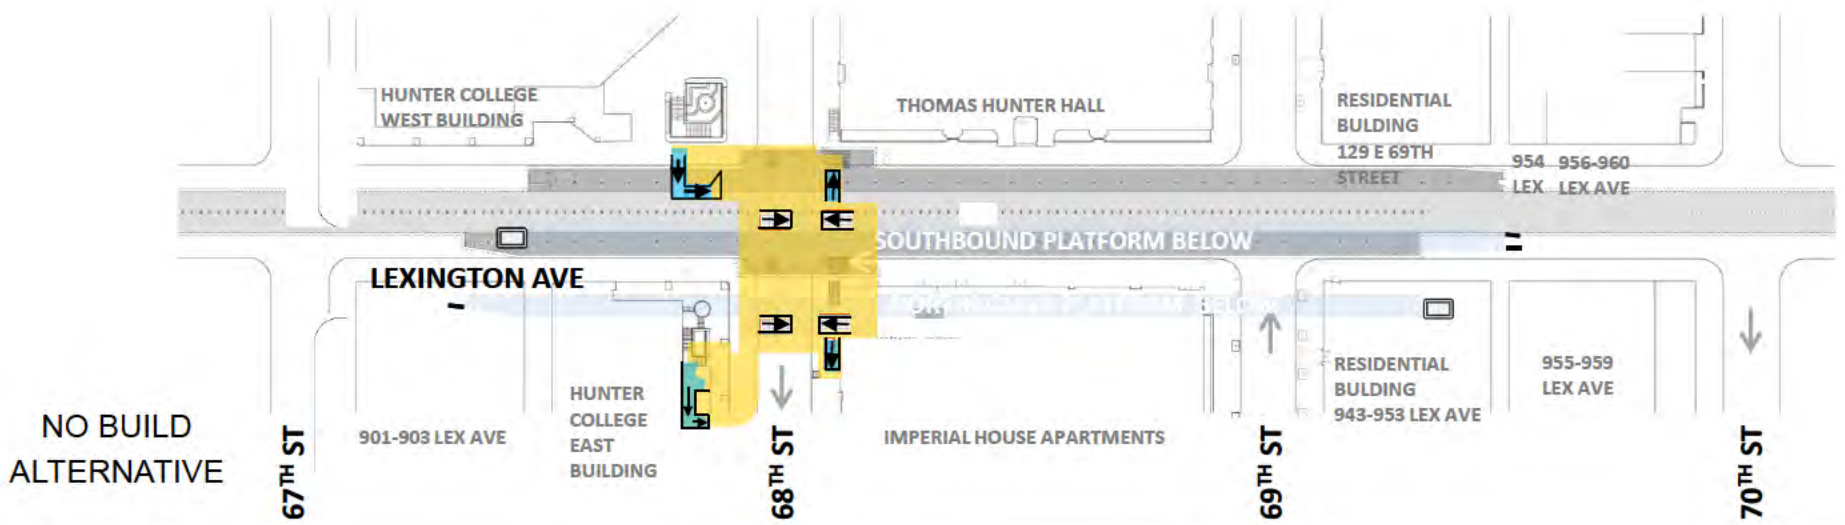 HUNTER COLLEGE
WEST BUILDING
THOMAS HUNTER HALL
RESIDENTIAL
BULDING
129 E 69TH
STREET
954
LEX
956-960
LEX AVE
SOUTHBOUND PLATFORM BELOW
LEXINGTON AVE
PLATFORM BELOW
NO BUILD
ALTERNATIVE
67TH ST
901-903 LEX AVE
HUNTER
COLLEGE
EAST
BUILDING
68TH ST
IMPERIAL HOUSE APARTMENTS
69TH ST
RESIDENTIAL
BULDING
943-953 LEX AVE
955-959
LEX AVE
70TH ST